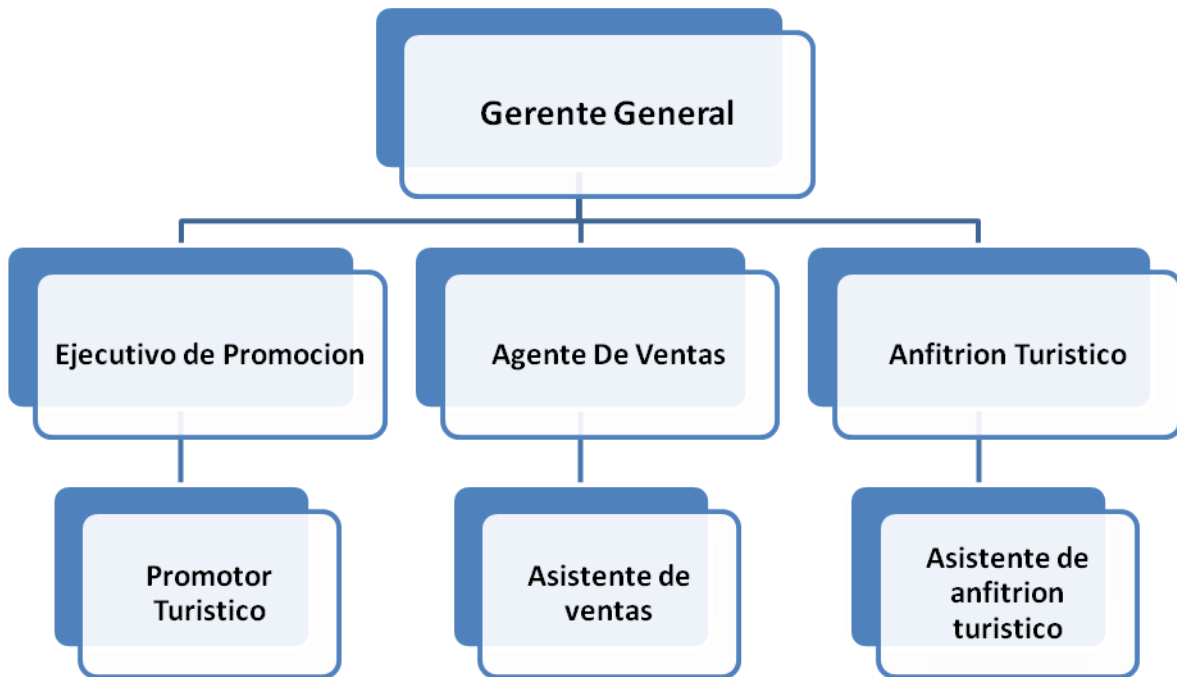 Gerente General
Ejecutivo de Promocion
Agente De Ventas
Anfitrion Turistico
Promotor
Turistico
Asistente de
ventas
Asistente de
anfitrion
turistico